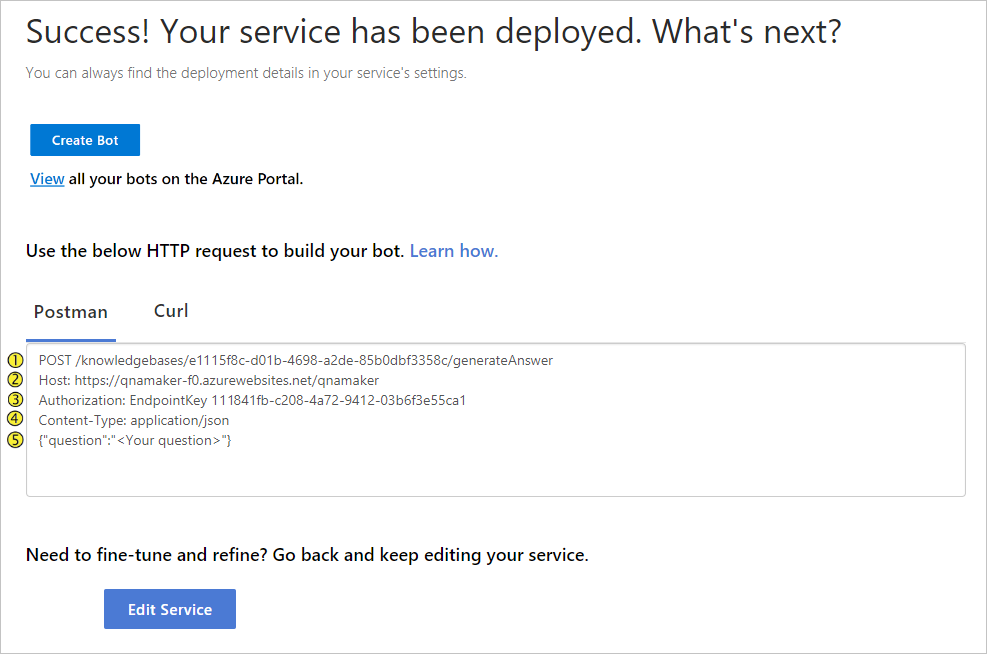 Success! Your service has been deployed. What's next?
You can always find the deployment details in your service's settings.
Create Bot
View all your bots on the Azure Portal.
Use the below HTTP request to build your bot. Learn how.
Postman Curl
1 POST /knowledgebases/e1115f8c-d01b-4698-a2de-85b0dbf3358c/generateAnswer
2 Host: https://qnamaker-f0.azurewebsites.net/qnamaker
3 Authorization: EndpointKey 111841fb-c208-4a72-9412-03b6f3e55ca1
4 Content-Type: application/json
5 {"question":"<Your question>"}
Need to fine-tune and refine? Go back and keep editing your service.
Edit Service